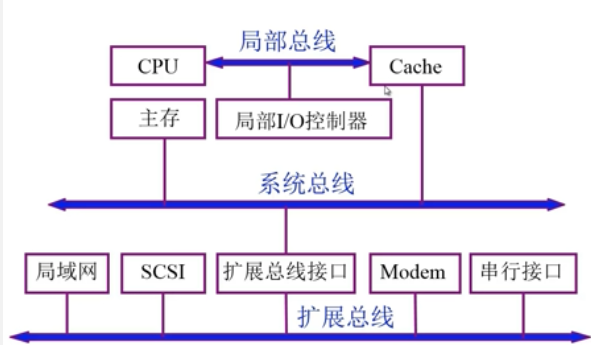 局部总线
CPU
Cache
主存
局部I/O控制器
系统总线
局域网
SCSI
扩展总线接口
Modem
串行接口
扩展总线